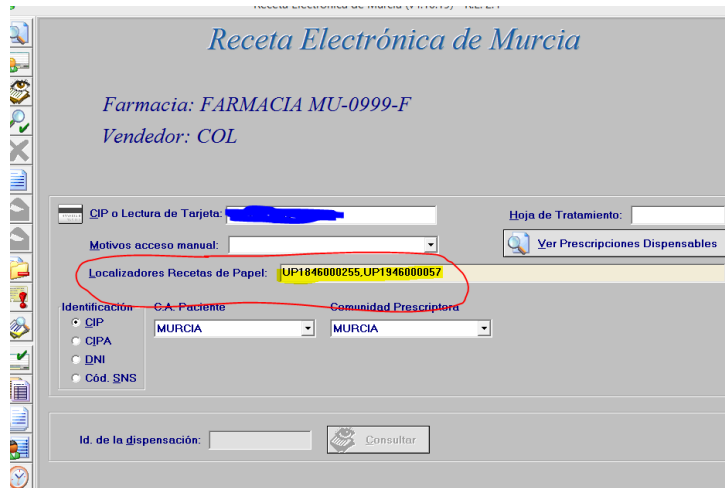 Receta Electrónica de Murcia
Farmacia: FARMACIA MU-0999-F
Vendedor: COL
CIP o Lectura de Tarjeta:
Hoja de Tratamiento:
Motivos acceso manual:
Ver Prescripciones Dispensables
Localizadores Recetas de Papel: UP1846000255,UP1946000057
Identificación C.A. Paciente Comunidad Prescriptora
CIP MURCIA MURCIA
CIPA
DNI
Cód. SNS
Id. de la dispensación: Consultar